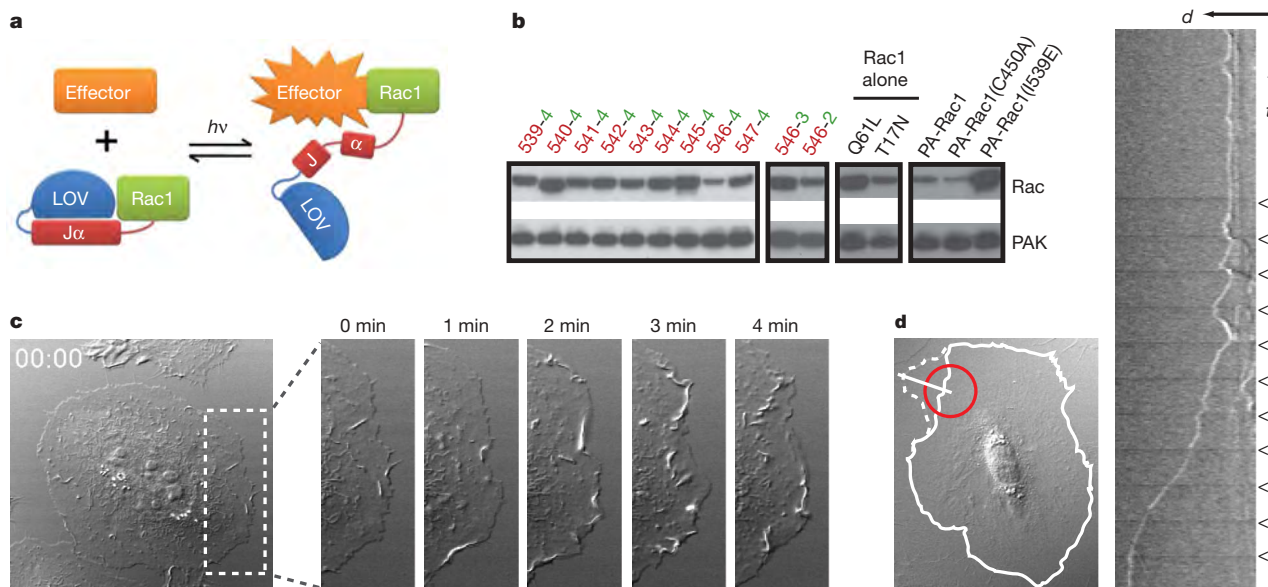 a
Effector
+
LOV
Rac1
Jα
hν
Effector
Rac1
J
α
LOV
b
539-4
540-4
541-4
542-4
543-4
544-4
545-4
546-4
547-4
546-3
546-2
Rac1
alone
Q61L
T17N
PA-Rac1
PA-Rac1(C450A)
PA-Rac1(I539E)
Rac
PAK
c
00:00
0 min
1 min
2 min
3 min
4 min
d
d
<
<
<
<
<
<
<
<
<
<
<